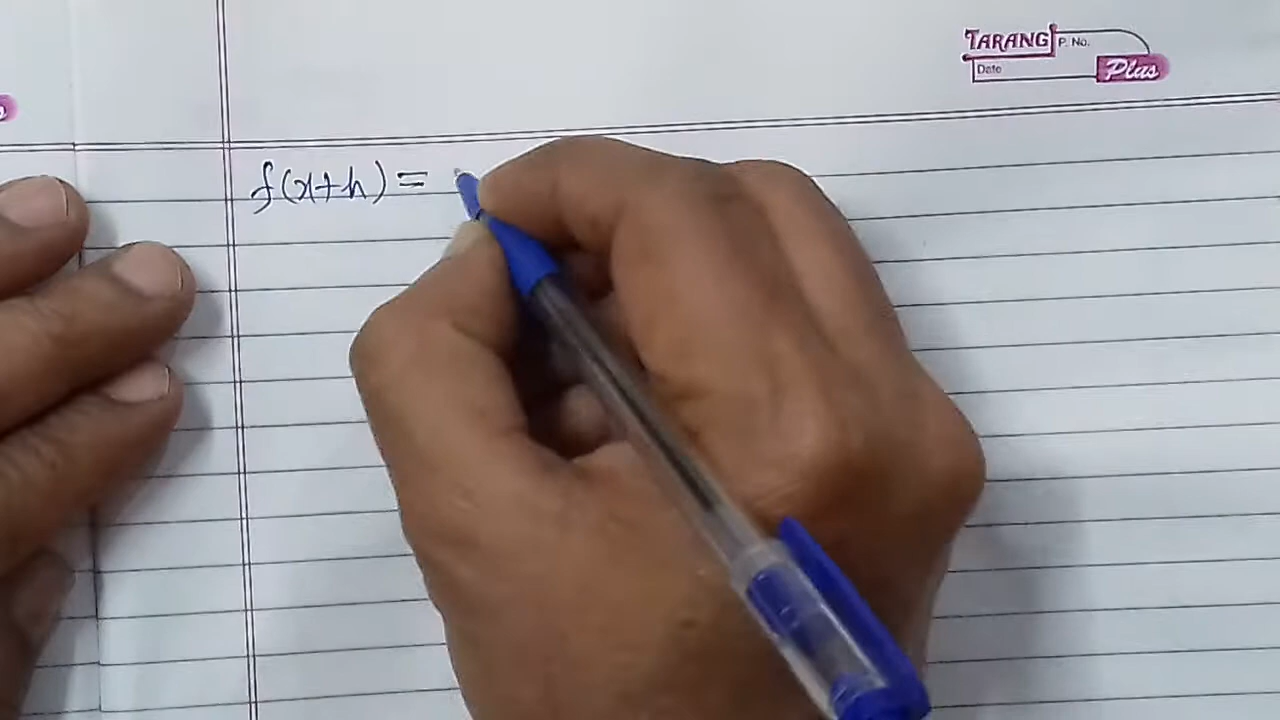 TARANG P. No.
Date Plus
f(x+h) =